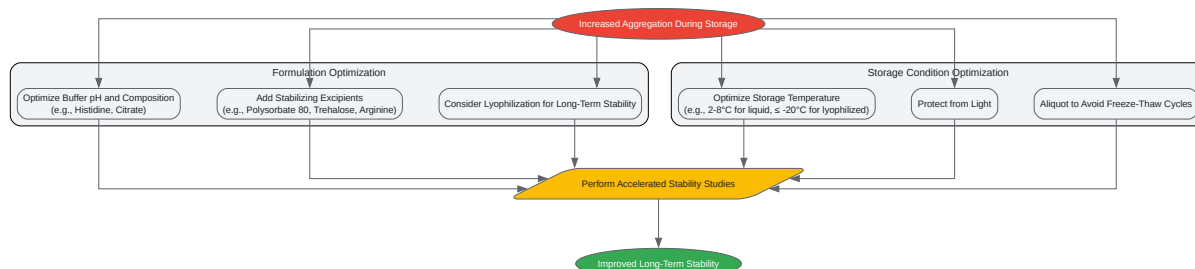 Increased Aggregation During Storage
Formulation Optimization
Storage Condition Optimization
Optimize Buffer pH and Composition
(e.g., Histidine, Citrate)
Add Stabilizing Excipients
(e.g., Polysorbate 80, Trehalose, Arginine)
Consider Lyophilization for Long-Term Stability
Optimize Storage Temperature
(e.g., 2-8°C for liquid, ≤ -20°C for lyophilized)
Protect from Light
Aliquot to Avoid Freeze-Thaw Cycles
Perform Accelerated Stability Studies
Improved Long-Term Stability